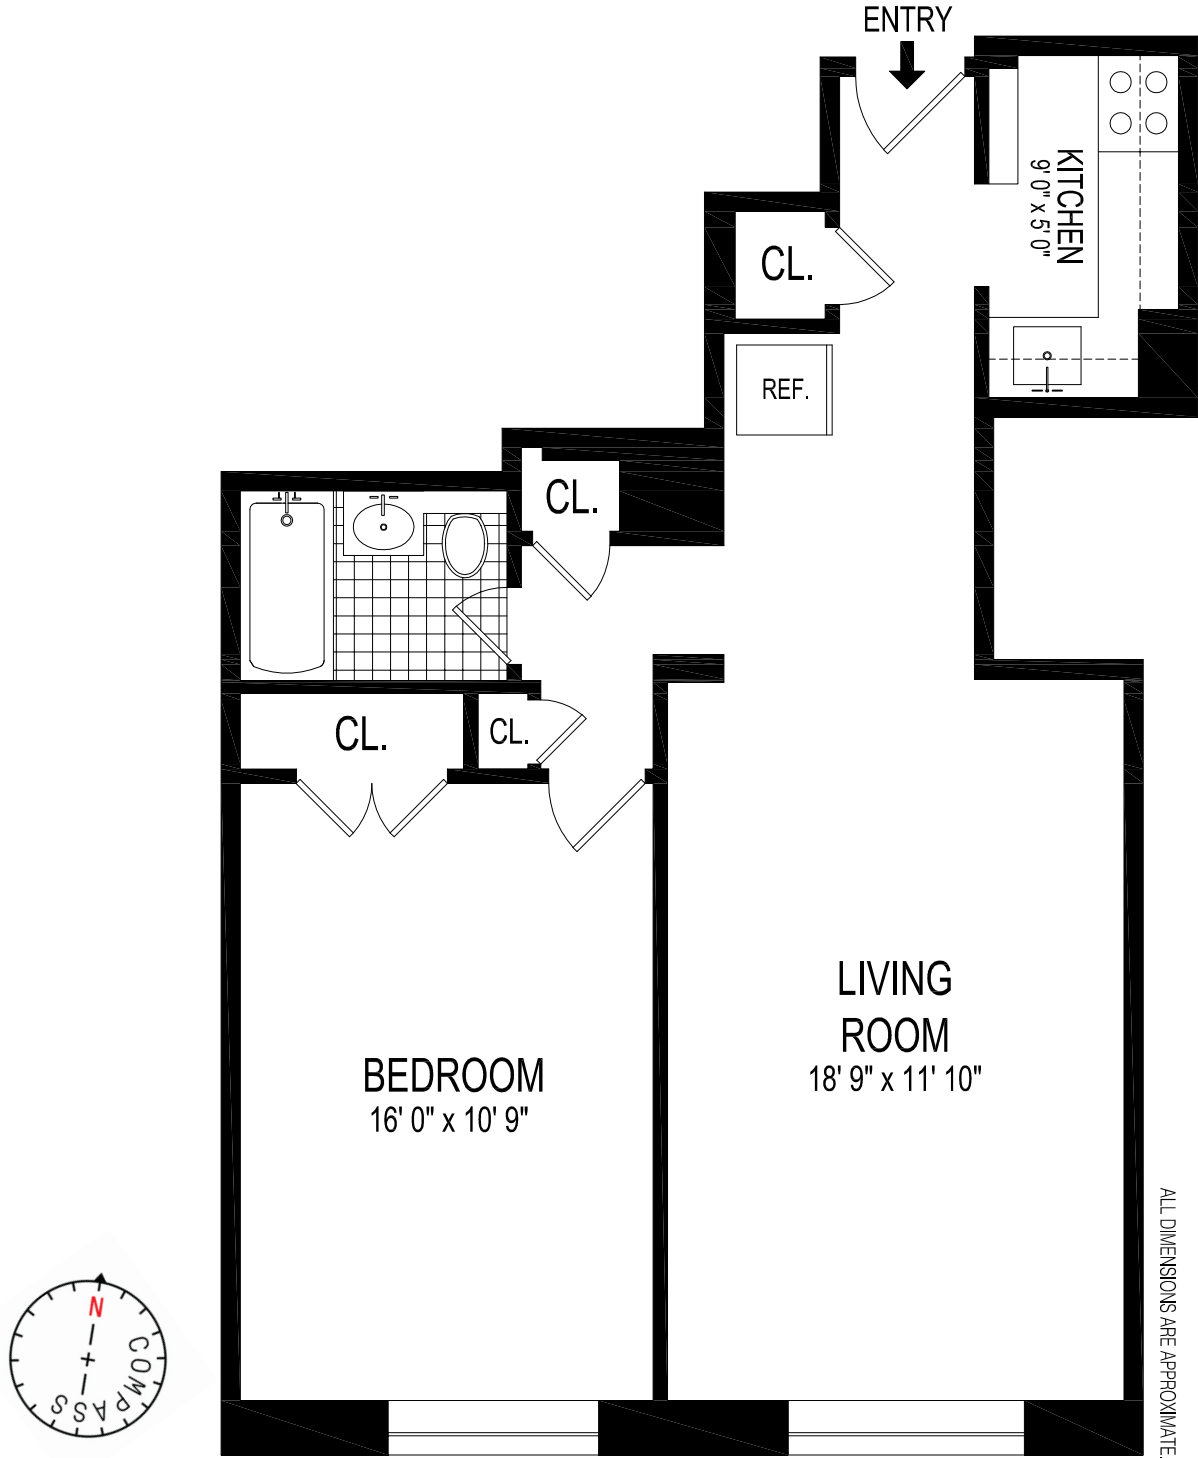 ENTRY
KITCHEN
9' 0" x 5' 0"
CL.
REF.
CL.
CL.
CL.
LIVING
ROOM
18' 9" x 11' 10"
BEDROOM
16' 0" x 10' 9"
N
COMPASS
ALL DIMENSIONS ARE APPROXIMATE.